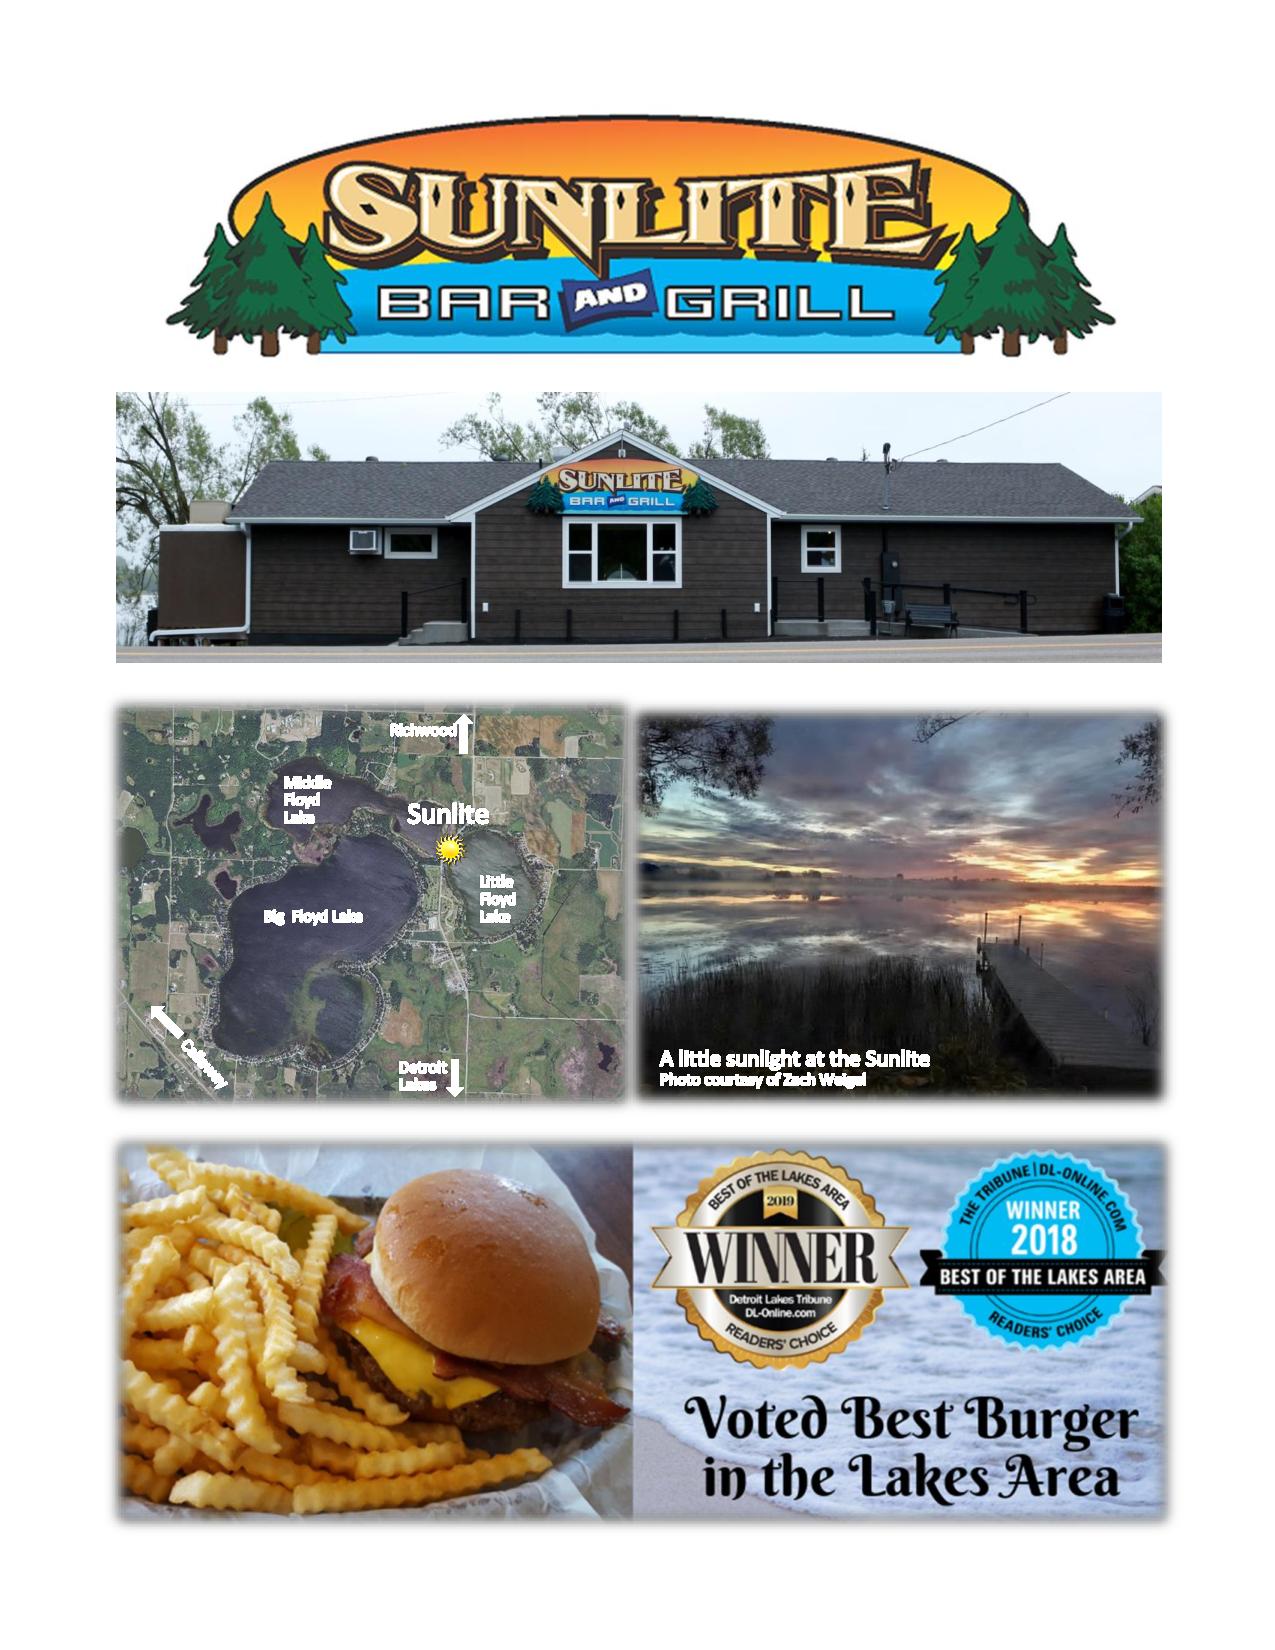 SUNLITE
BAR AND GRILL
SUNLITE
BAR AND GRILL
Richwood
Middle
Floyd
Lake
Sunlite
Little
Floyd
Lake
Big Floyd Lake
Callaway
Detroit
Lakes
A little sunlight at the Sunlite
Photo courtesy of Zach Weigel
BEST OF THE LAKES AREA
2019
WINNER
Detroit Lakes Tribune
DL-Online.com
READERS' CHOICE
THE TRIBUNE | DL-ONLINE.COM
WINNER
2018
BEST OF THE LAKES AREA
READERS' CHOICE
Voted Best Burger
in the Lakes Area